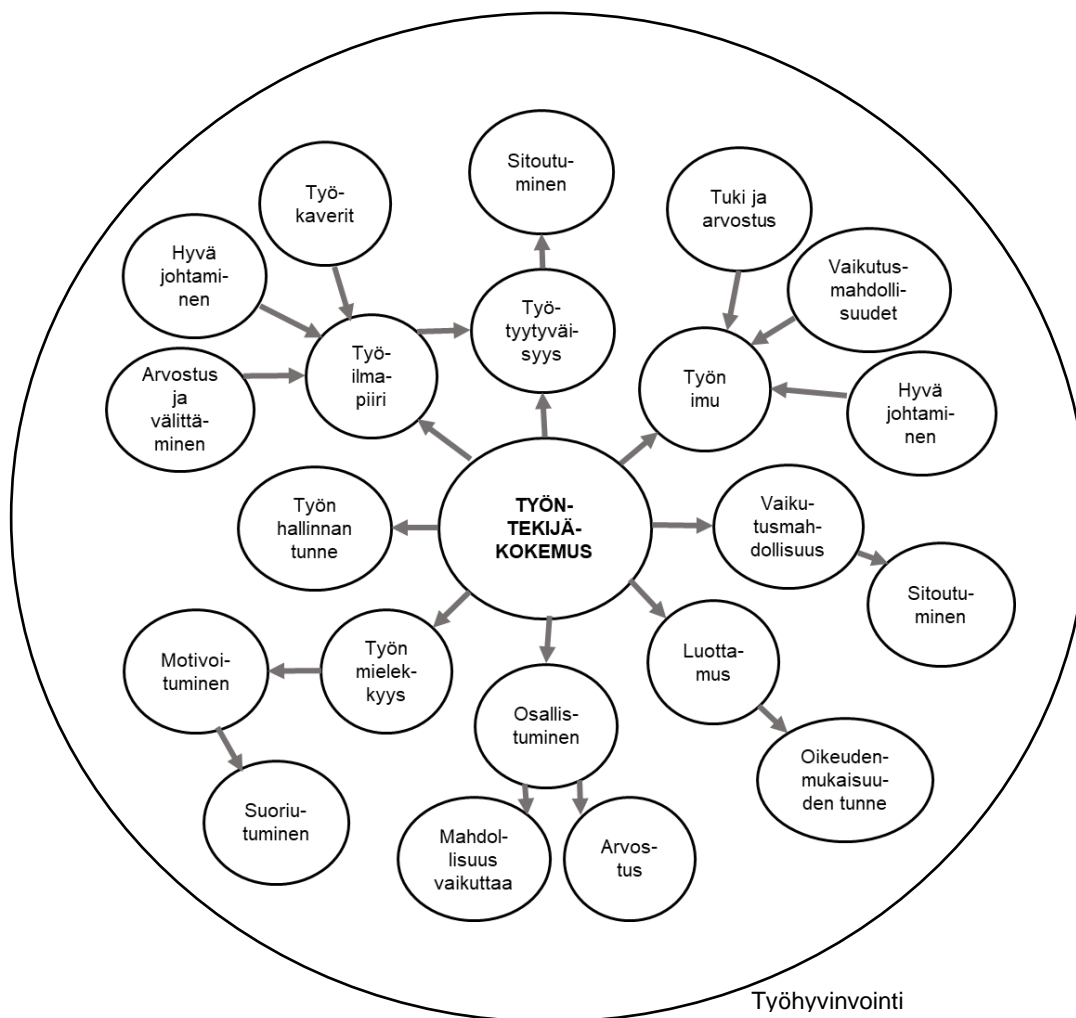 Sitoutu-
minen
Työ-
kaverit
Tuki ja
arvostus
Hyvä
johtami-
nen
Vaikutus-
mahdolli-
suudet
Työ-
tyytyväi-
syys
Työ-
ilma-
piiri
Työn
imu
Arvostus
ja
välittä-
minen
Hyvä
johtami-
nen
Työn
hallinnan
tunne
TYÖN-
TEKIJÄ-
KOKEMUS
Vaiku-
tusmah-
dollisuus
Sitoutu-
minen
Motivoi-
tuminen
Työn
mielek-
kyys
Luotta-
mus
Osallis-
tuminen
Oikeuden-
mukaisuu-
den tunne
Suoriu-
tuminen
Mahdol-
lisuus
vaikuttaa
Arvos-
tus
Työhyvinvointi